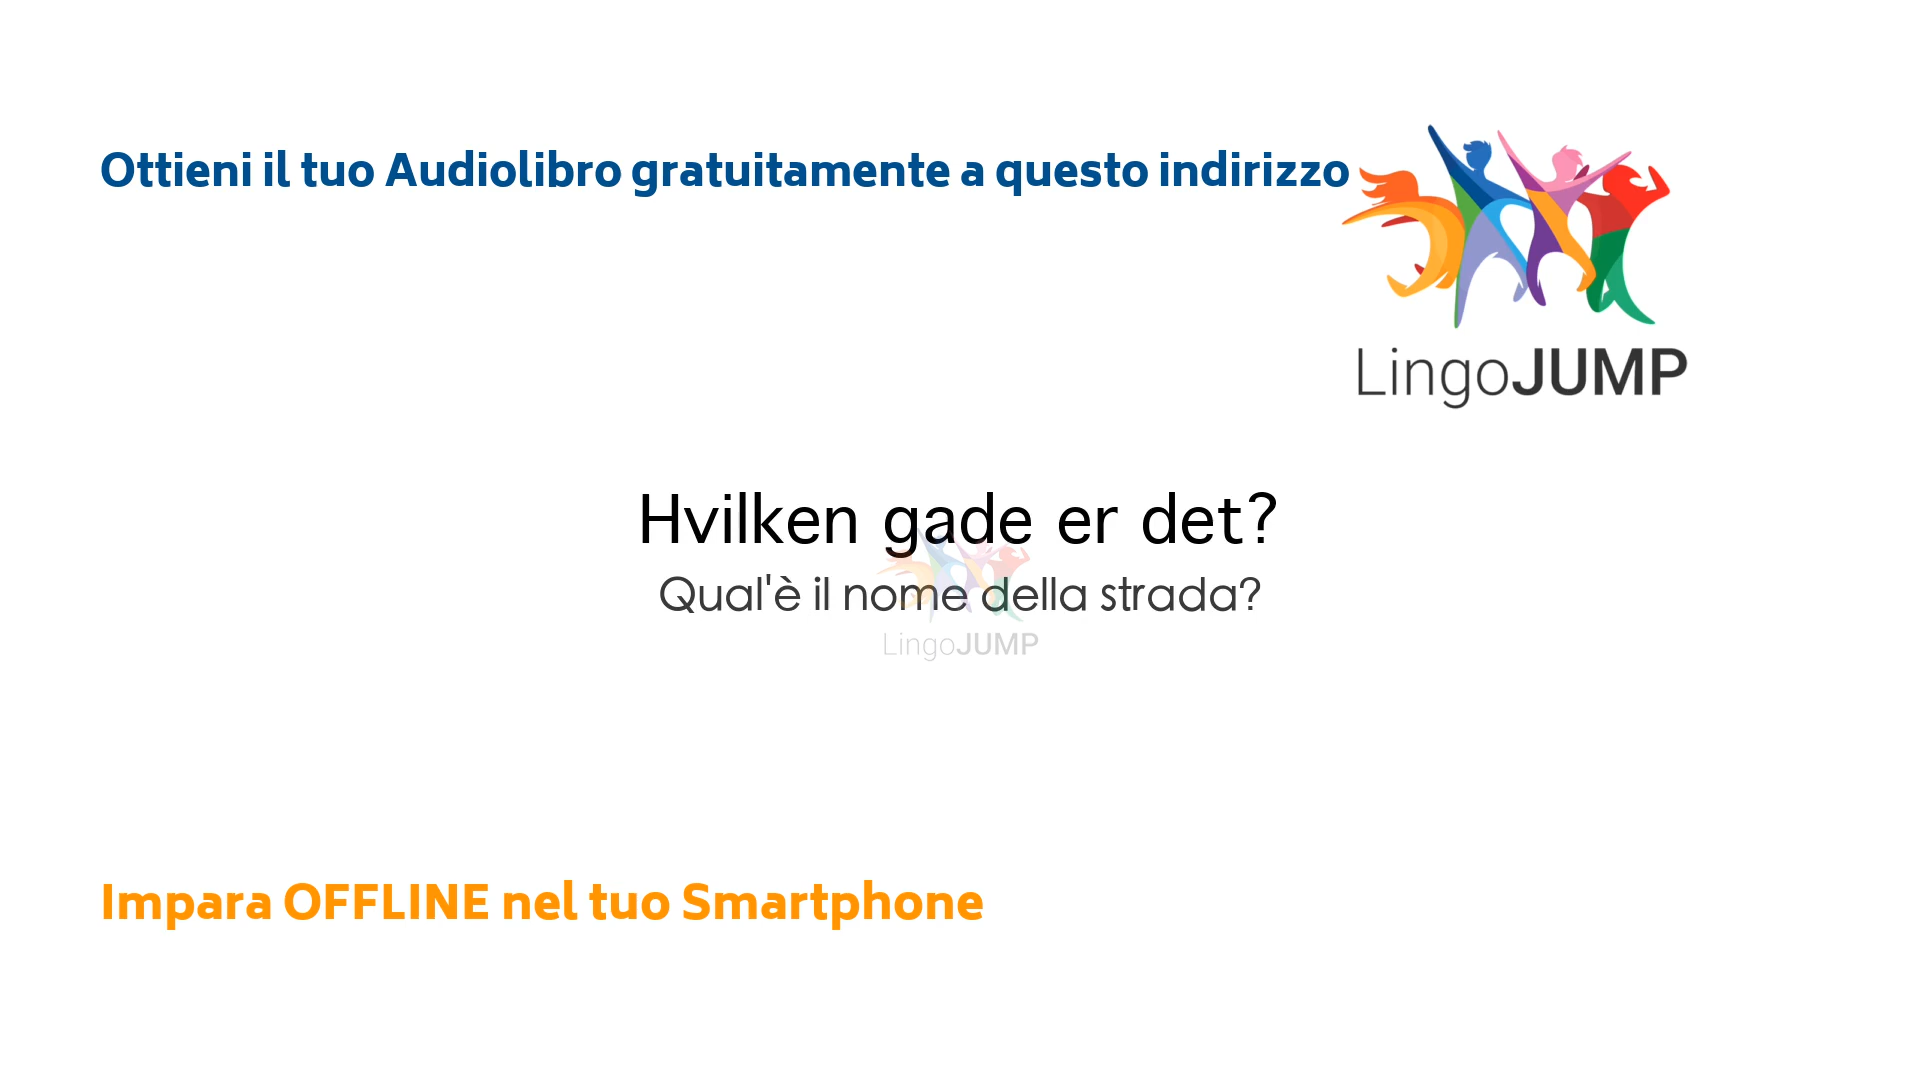 Ottieni il tuo Audiolibro gratuitamente a questo indirizzo
LingoJUMP
Hvilken gade er det?
Qual'è il nome della strada?
LingoJUMP
Impara OFFLINE nel tuo Smartphone